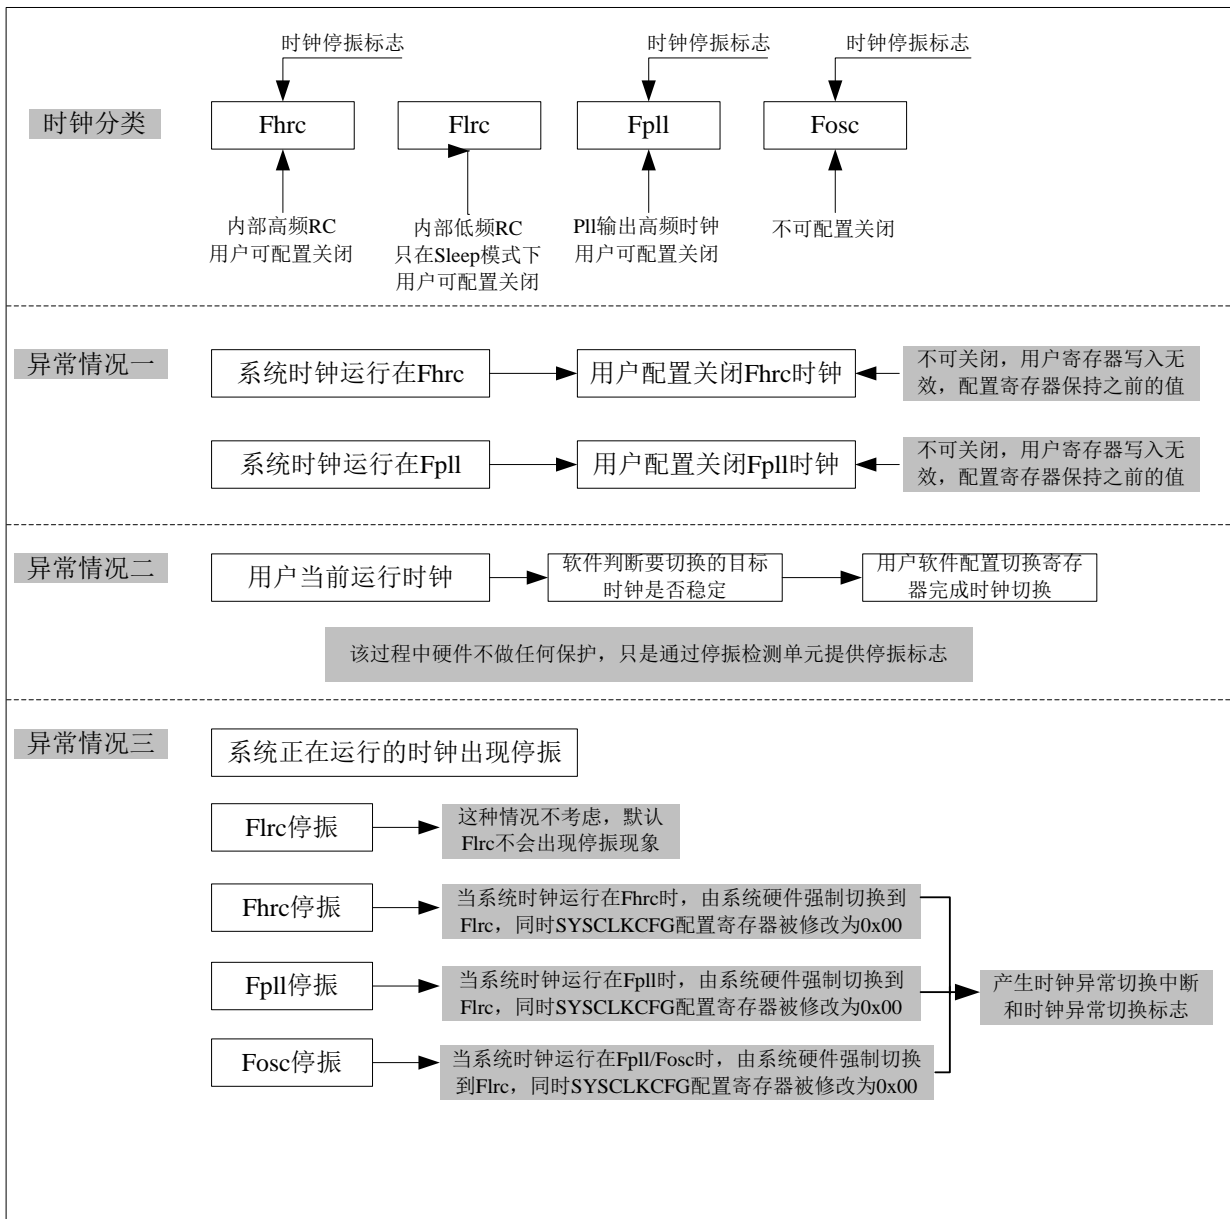 时钟停振标志
时钟停振标志
时钟停振标志
时钟分类
Fhrc
Flrc
Fpll
Fosc
内部高频RC
用户可配置关闭
内部低频RC
只在Sleep模式下
用户可配置关闭
Pll输出高频时钟
用户可配置关闭
不可配置关闭
异常情况一
系统时钟运行在Fhrc
用户配置关闭Fhrc时钟
不可关闭，用户寄存器写入无
效，配置寄存器保持之前的值
系统时钟运行在Fpll
用户配置关闭Fpll时钟
不可关闭，用户寄存器写入无
效，配置寄存器保持之前的值
异常情况二
用户当前运行时钟
软件判断要切换的目标
时钟是否稳定
用户软件配置切换寄存
器完成时钟切换
该过程中硬件不做任何保护，只是通过停振检测单元提供停振标志
异常情况三
系统正在运行的时钟出现停振
Flrc停振
这种情况不考虑，默认
Flrc不会出现停振现象
Fhrc停振
当系统时钟运行在Fhrc时，由系统硬件强制切换到
Flrc，同时SYSCLKCFG配置寄存器被修改为0x00
Fpll停振
当系统时钟运行在Fpll时，由系统硬件强制切换到
Flrc，同时SYSCLKCFG配置寄存器被修改为0x00
产生时钟异常切换中断
和时钟异常切换标志
Fosc停振
当系统时钟运行在Fpll/Fosc时，由系统硬件强制切换
到Flrc，同时SYSCLKCFG配置寄存器被修改为0x00